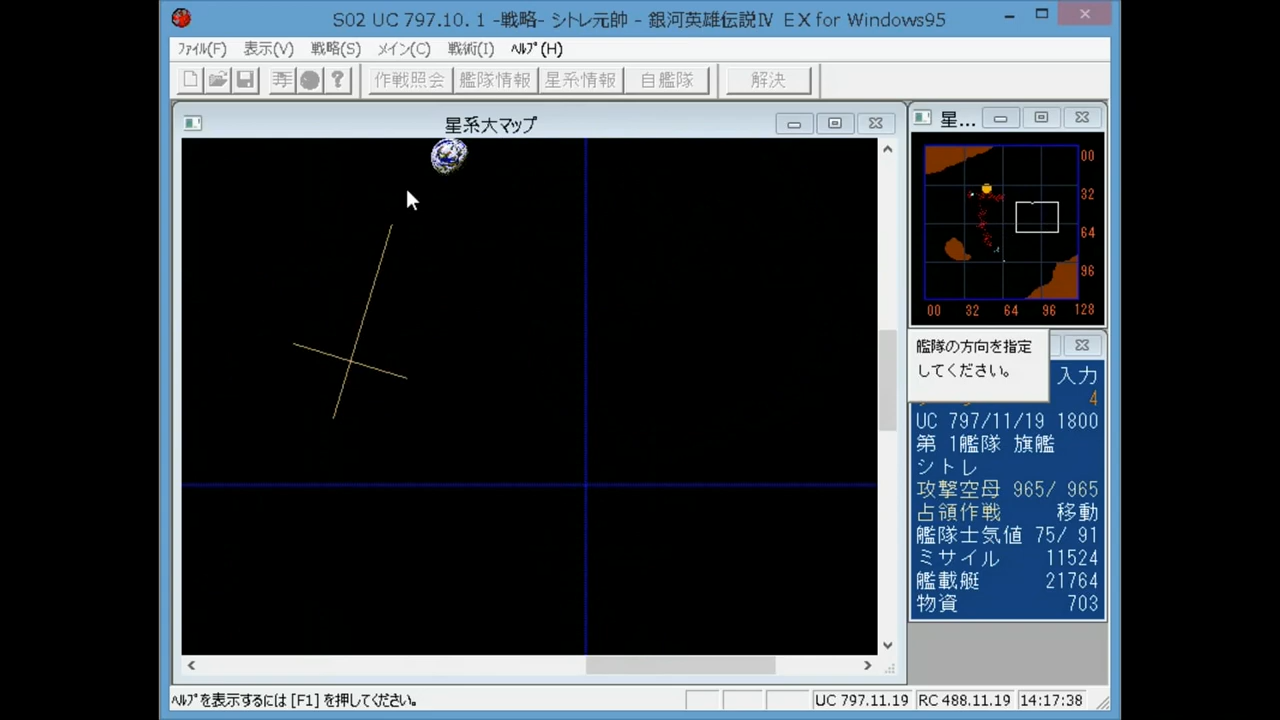 S02 UC 797.10. 1 -戦略- シトレ元帥 - 銀河英雄伝説Ⅳ EX for Windows95
ﾌｧｲﾙ(F) 表示(V) 戦略(S) メイン(C) 戦術(I) ﾍﾙﾌﾟ(H)
作戦照会 艦隊情報 星系情報 自艦隊 解決
星系大マップ
星...
00
32
64
96
00 32 64 96 128
艦隊の方向を指定
してください。
入力
4
UC 797/11/19 1800
第 1艦隊 旗艦
シトレ
攻撃空母 965/ 965
占領作戦 移動
艦隊士気値 75/ 91
ミサイル 11524
艦載艇 21764
物資 703
ﾍﾙﾌﾟを表示するには [F1] を押してください。
UC 797.11.19 RC 488.11.19 14:17:38